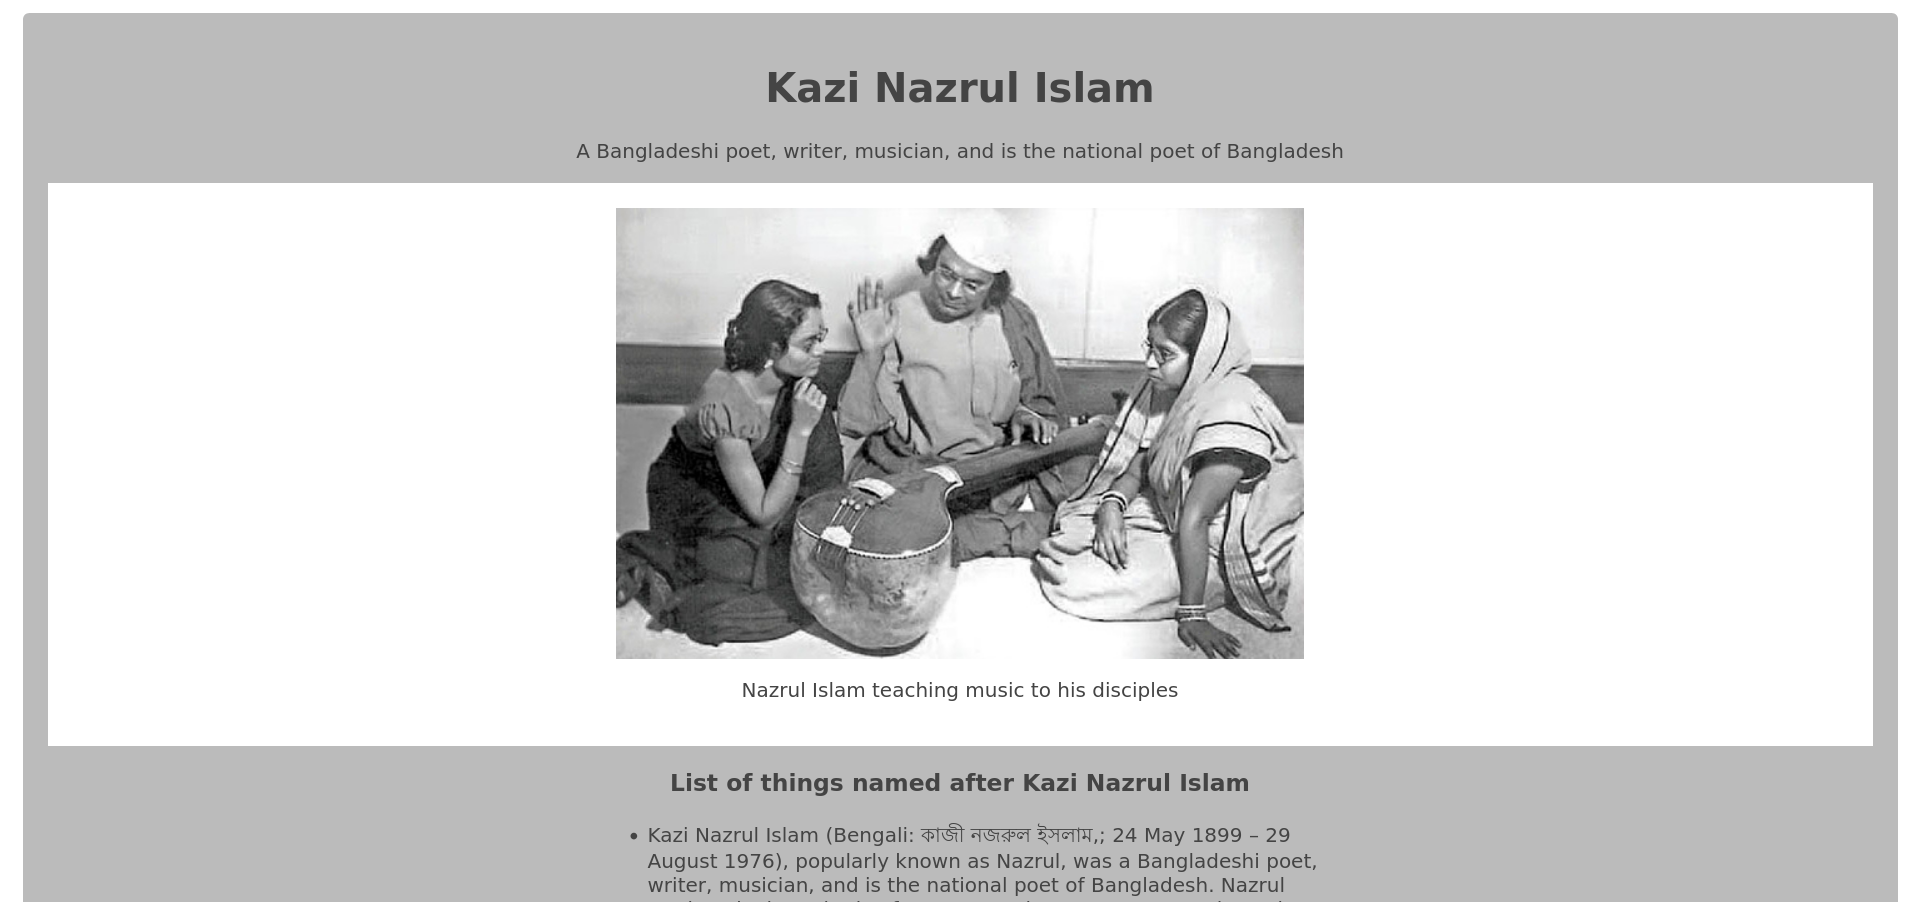 Kazi Nazrul Islam
A Bangladeshi poet, writer, musician, and is the national poet of Bangladesh
Nazrul Islam teaching music to his disciples
List of things named after Kazi Nazrul Islam
• Kazi Nazrul Islam (Bengali: কাজী নজরুল ইসলাম,; 24 May 1899 – 29
August 1976), popularly known as Nazrul, was a Bangladeshi poet,
writer, musician, and is the national poet of Bangladesh. Nazrul